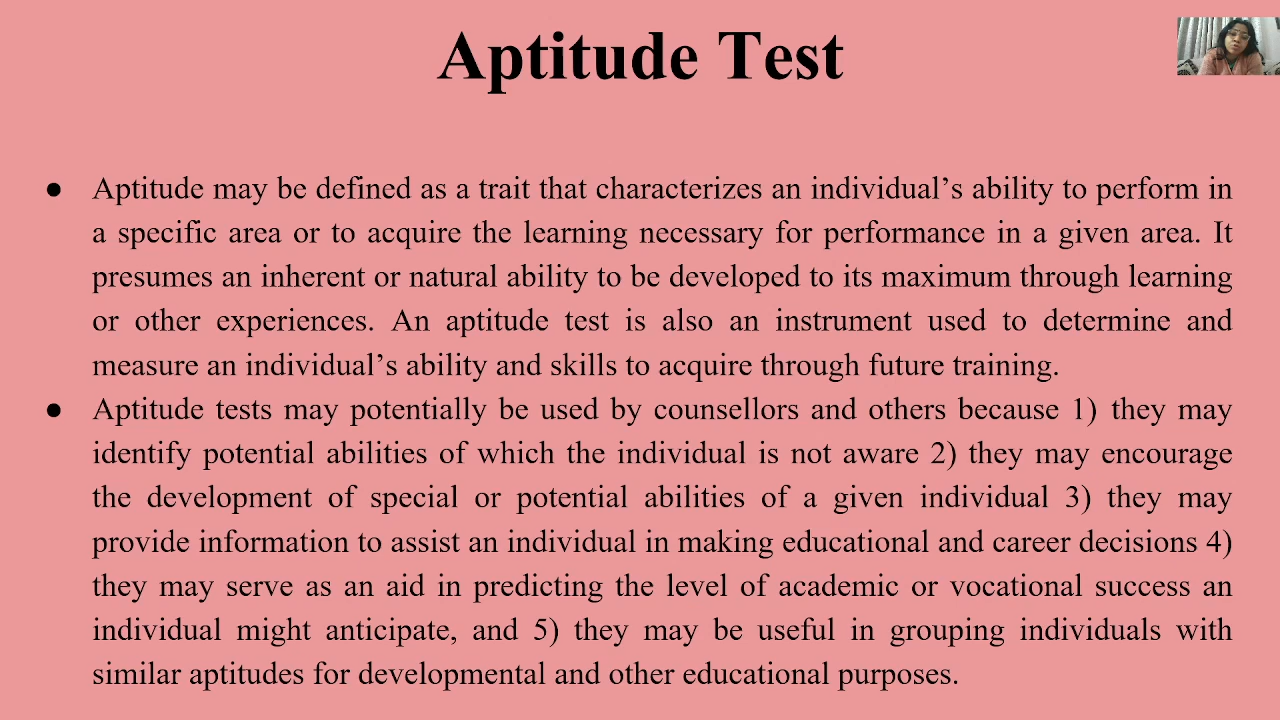 Aptitude Test
● Aptitude may be defined as a trait that characterizes an individual’s ability to perform in
a specific area or to acquire the learning necessary for performance in a given area. It
presumes an inherent or natural ability to be developed to its maximum through learning
or other experiences. An aptitude test is also an instrument used to determine and
measure an individual’s ability and skills to acquire through future training.
● Aptitude tests may potentially be used by counsellors and others because 1) they may
identify potential abilities of which the individual is not aware 2) they may encourage
the development of special or potential abilities of a given individual 3) they may
provide information to assist an individual in making educational and career decisions 4)
they may serve as an aid in predicting the level of academic or vocational success an
individual might anticipate, and 5) they may be useful in grouping individuals with
similar aptitudes for developmental and other educational purposes.